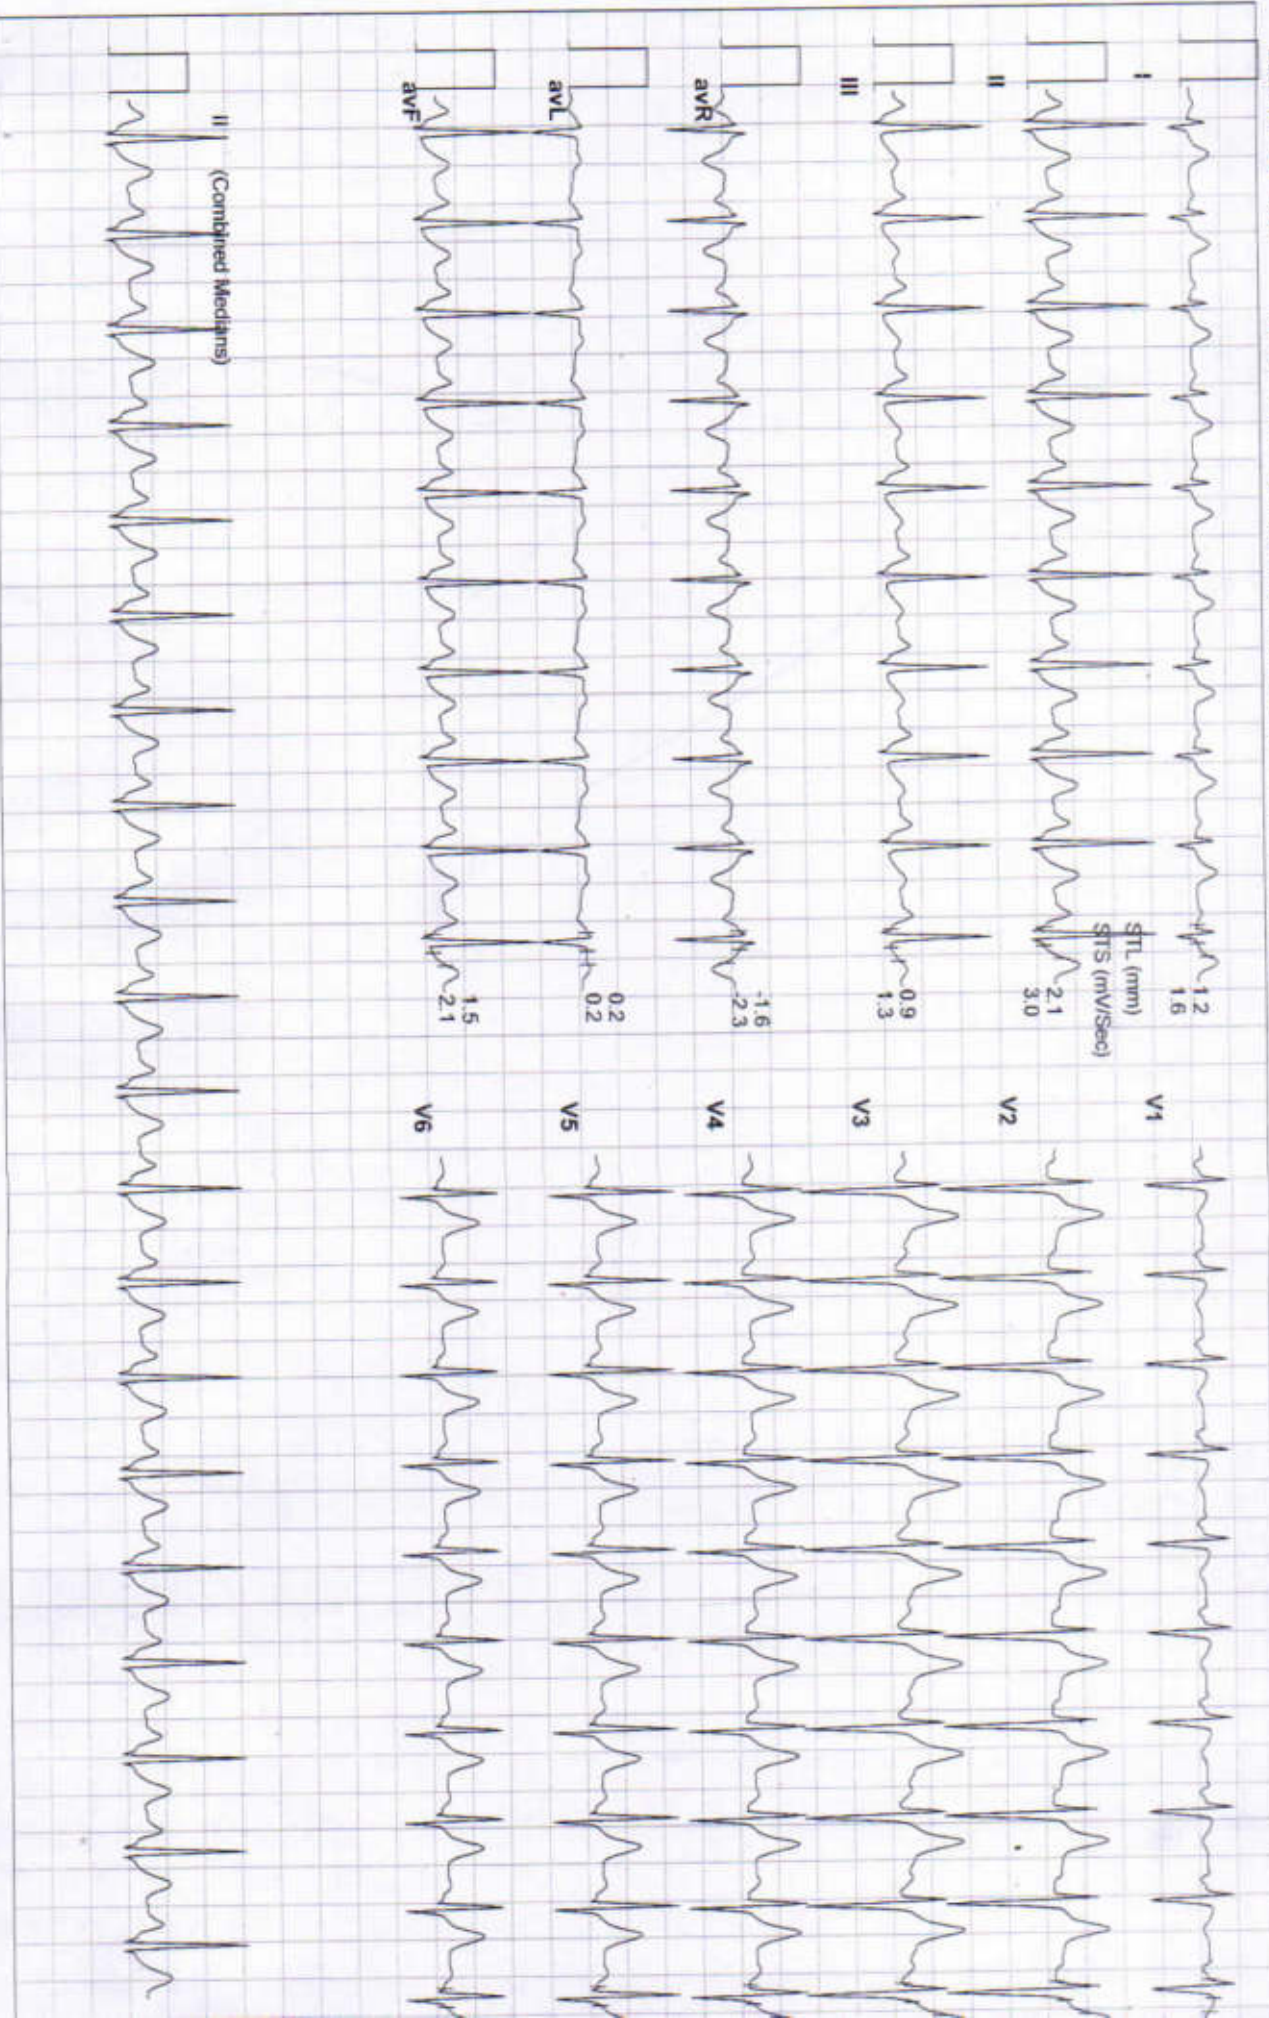 I
STL (mm)
STS (mV/Sec)
1.2
1.6
II
2.1
3.0
III
0.9
1.3
avR
-1.6
-2.3
avL
0.2
0.2
avF
1.5
2.1
V1
V2
V3
V4
V5
V6
II (Combined Medians)